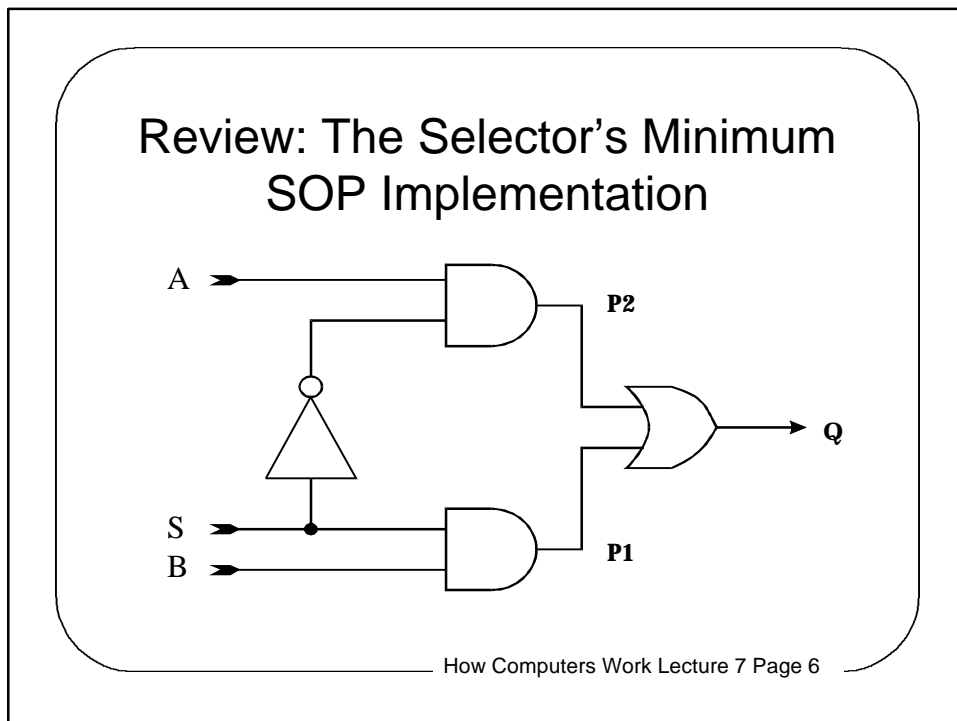 Review: The Selector’s Minimum
SOP Implementation
A
P2
Q
S
P1
B
How Computers Work Lecture 7 Page 6